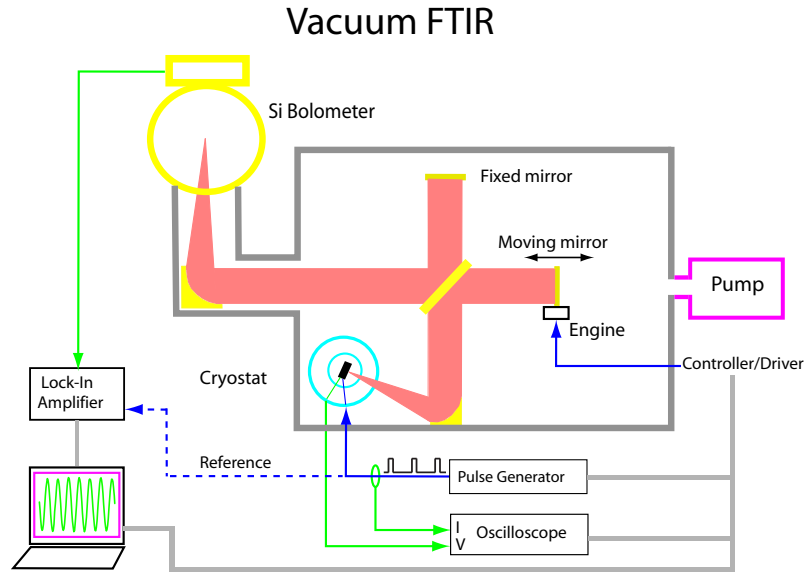 Vacuum FTIR
Si Bolometer
Fixed mirror
Moving mirror
Pump
Engine
Controller/Driver
Cryostat
Lock-In
Amplifier
Reference
Pulse Generator
I
V
Oscilloscope